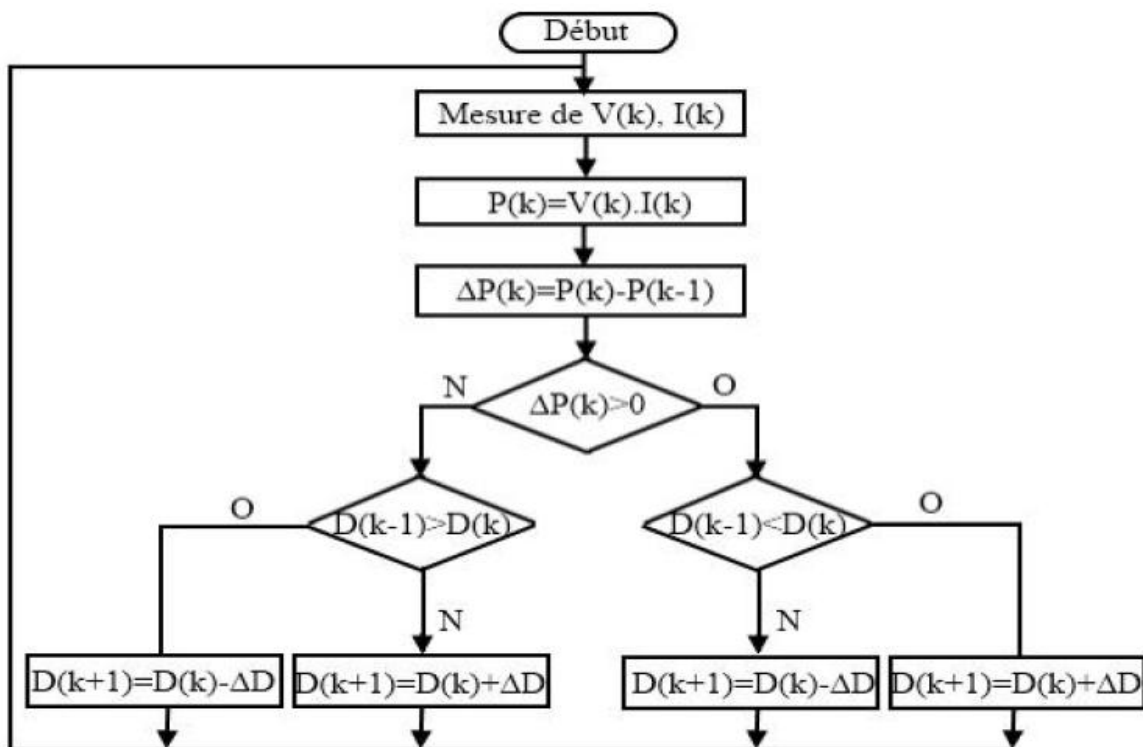 Début
Mesure de V(k), I(k)
P(k)=V(k).I(k)
ΔP(k)=P(k)-P(k-1)
N
O
ΔP(k)>0
O
D(k-1)>D(k)
D(k-1)<D(k)
O
N
N
D(k+1)=D(k)-ΔD
D(k+1)=D(k)+ΔD
D(k+1)=D(k)-ΔD
D(k+1)=D(k)+ΔD